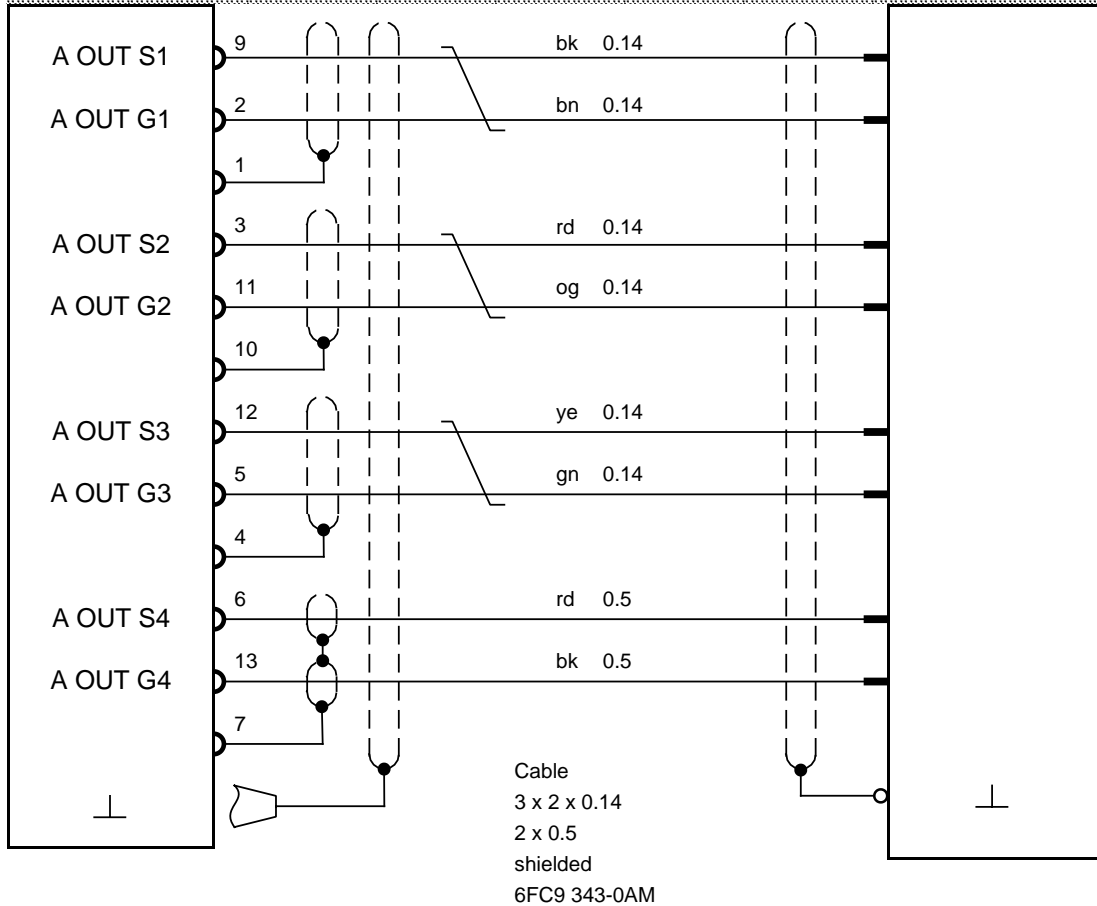 A OUT S1 9 bk 0.14
A OUT G1 2 bn 0.14
1
A OUT S2 3 rd 0.14
A OUT G2 11 og 0.14
10
A OUT S3 12 ye 0.14
A OUT G3 5 gn 0.14
4
A OUT S4 6 rd 0.5
A OUT G4 13 bk 0.5
7
Cable
3 x 2 x 0.14
2 x 0.5
shielded
6FC9 343-0AM